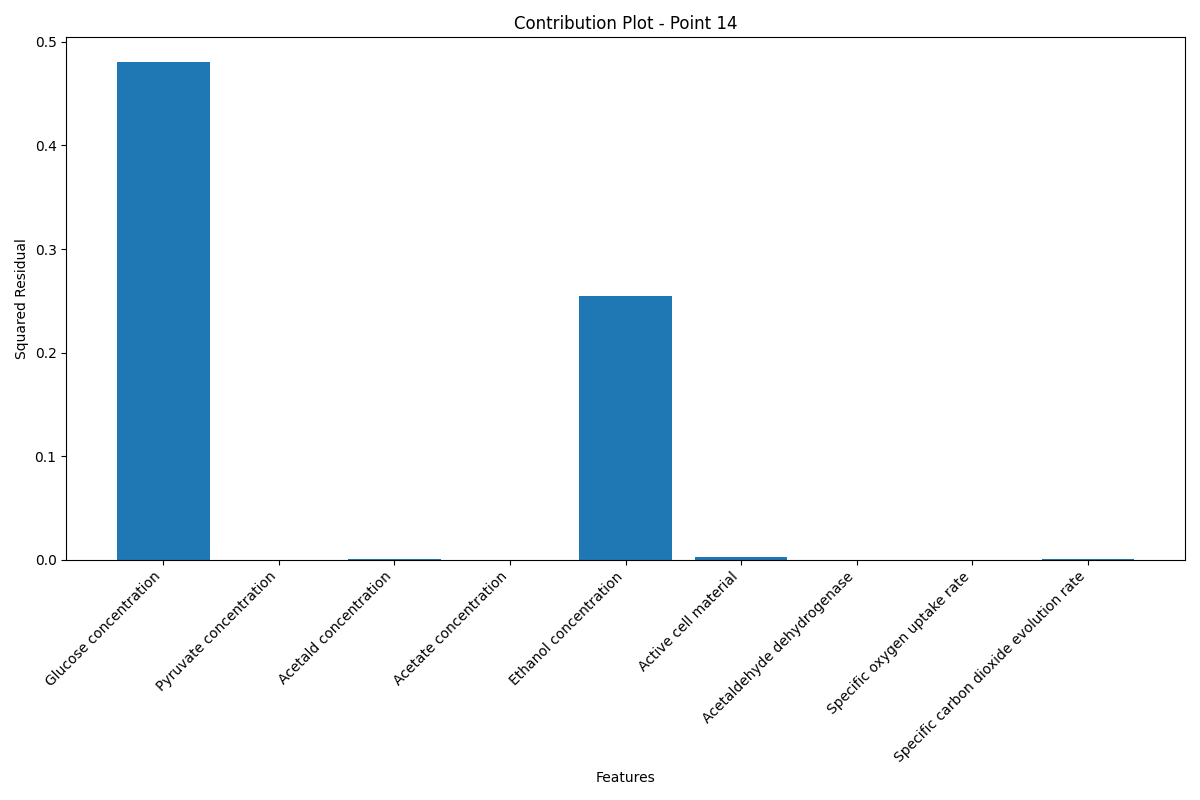 Contribution Plot - Point 14
Squared Residual
0.5
0.4
0.3
0.2
0.1
0.0
Glucose concentration
Pyruvate concentration
Acetald concentration
Acetate concentration
Ethanol concentration
Active cell material
Acetaldehyde dehydrogenase
Specific oxygen uptake rate
Specific carbon dioxide evolution rate
Features